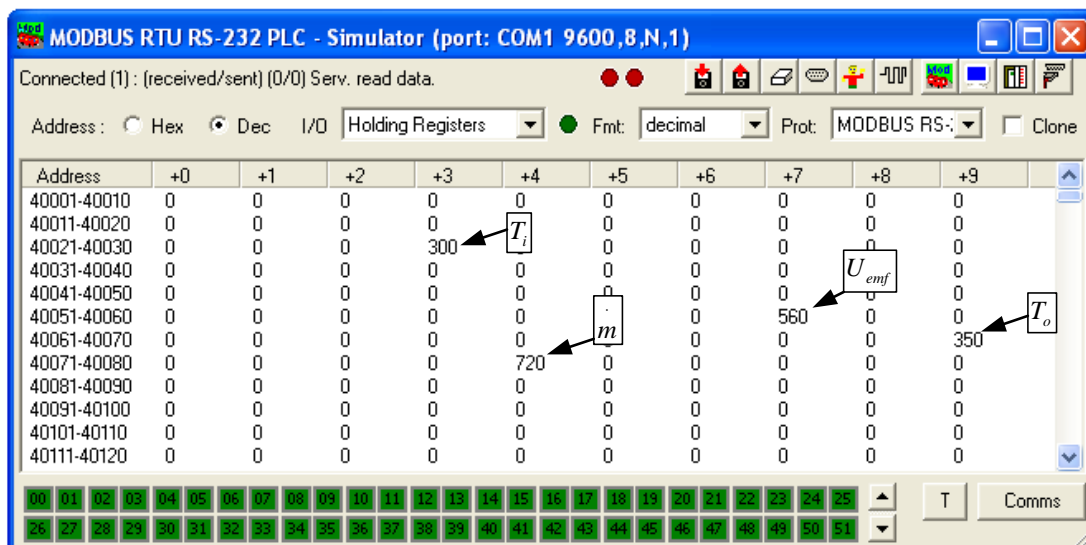 MODBUS RTU RS-232 PLC - Simulator (port: COM1 9600,8,N,1)
Connected (1) : (received/sent) (0/0) Serv. read data.
Address : Hex Dec I/O Holding Registers Fmt: decimal Prot: MODBUS RS- Clone
Address +0 +1 +2 +3 +4 +5 +6 +7 +8 +9
40001-40010 0 0 0 0 0 0 0 0 0 0
40011-40020 0 0 0 0 0 0 0 0 0
40021-40030 0 0 0 300 T_i 0 0 0 0 0
40031-40040 0 0 0 0 0 0 0 0 U_emf 0
40041-40050 0 0 0 0 0 0 0 0 0 0
40051-40060 0 0 0 0 0 0 560 0 0 T_o
40061-40070 0 0 0 0 0 ṁ 0 0 0 350
40071-40080 0 0 0 0 720 0 0 0 0 0
40081-40090 0 0 0 0 0 0 0 0 0 0
40091-40100 0 0 0 0 0 0 0 0 0 0
40101-40110 0 0 0 0 0 0 0 0 0 0
40111-40120 0 0 0 0 0 0 0 0 0 0
00 01 02 03 04 05 06 07 08 09 10 11 12 13 14 15 16 17 18 19 20 21 22 23 24 25 T Comms
26 27 28 29 30 31 32 33 34 35 36 37 38 39 40 41 42 43 44 45 46 47 48 49 50 51